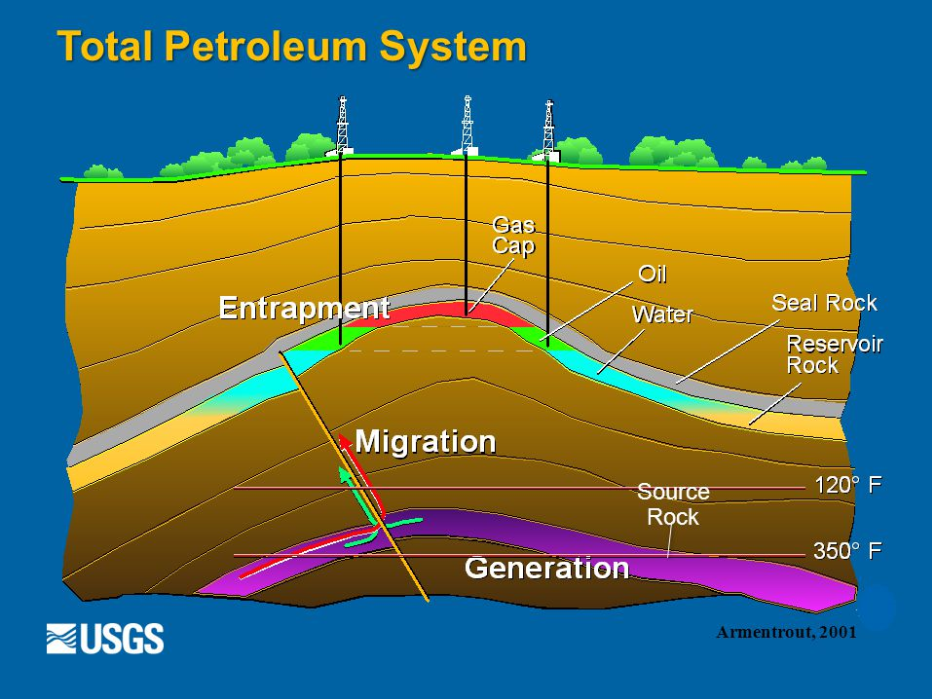 Total Petroleum System
Gas
Cap
Oil
Entrapment
Water
Seal Rock
Reservoir
Rock
Migration
120° F
Source
Rock
350° F
Generation
USGS
Armentrout, 2001